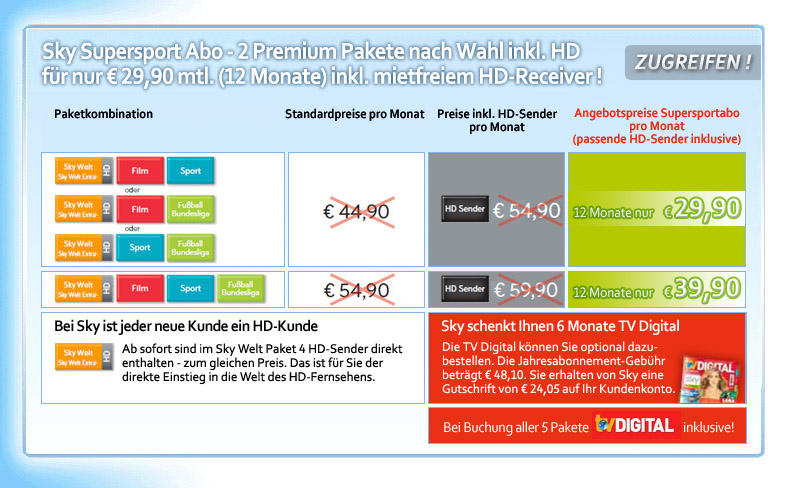 Sky Supersport Abo - 2 Premium Pakete nach Wahl inkl. HD
für nur € 29,90 mtl. (12 Monate) inkl. mietfreiem HD-Receiver !
ZUGREIFEN !
Paketkombination
Standardpreise pro Monat
Preise inkl. HD-Sender
pro Monat
Angebotspreise Supersportabo
pro Monat
(passende HD-Sender inklusive)
Sky Welt
Sky Welt Extra
HD
Film
Sport
oder
Sky Welt
Sky Welt Extra
HD
Film
Fußball
Bundesliga
oder
Sky Welt
Sky Welt Extra
HD
Sport
Fußball
Bundesliga
€ 44,90
HD Sender
€ 54,90
12 Monate nur € 29,90
Sky Welt
Sky Welt Extra
HD
Film
Sport
Fußball
Bundesliga
€ 54,90
HD Sender
€ 59,90
12 Monate nur € 39,90
Bei Sky ist jeder neue Kunde ein HD-Kunde
Sky Welt
Sky Welt Extra
HD
Ab sofort sind im Sky Welt Paket 4 HD-Sender direkt
enthalten - zum gleichen Preis. Das ist für Sie der
direkte Einstieg in die Welt des HD-Fernsehens.
Sky schenkt Ihnen 6 Monate TV Digital
Die TV Digital können Sie optional dazu-
bestellen. Die Jahresabonnement-Gebühr
beträgt € 48,10. Sie erhalten von Sky eine
Gutschrift von € 24,05 auf Ihr Kundenkonto.
DIGITAL
Bei Buchung aller 5 Pakete tv DIGITAL inklusive!